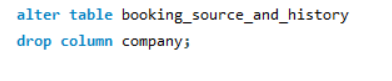 alter table booking_source_and_history
drop column company;